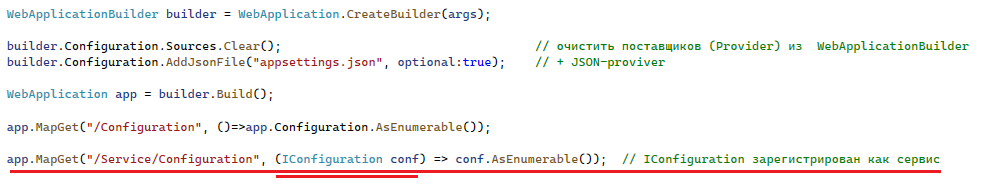 WebApplicationBuilder builder = WebApplication.CreateBuilder(args);
builder.Configuration.Sources.Clear(); // очистить поставщиков (Provider) из WebApplicationBuilder
builder.Configuration.AddJsonFile("appsettings.json", optional:true); // + JSON-proviver
WebApplication app = builder.Build();
app.MapGet("/Configuration", ()=>app.Configuration.AsEnumerable());
app.MapGet("/Service/Configuration", (IConfiguration conf) => conf.AsEnumerable()); // IConfiguration зарегистрирован как сервис